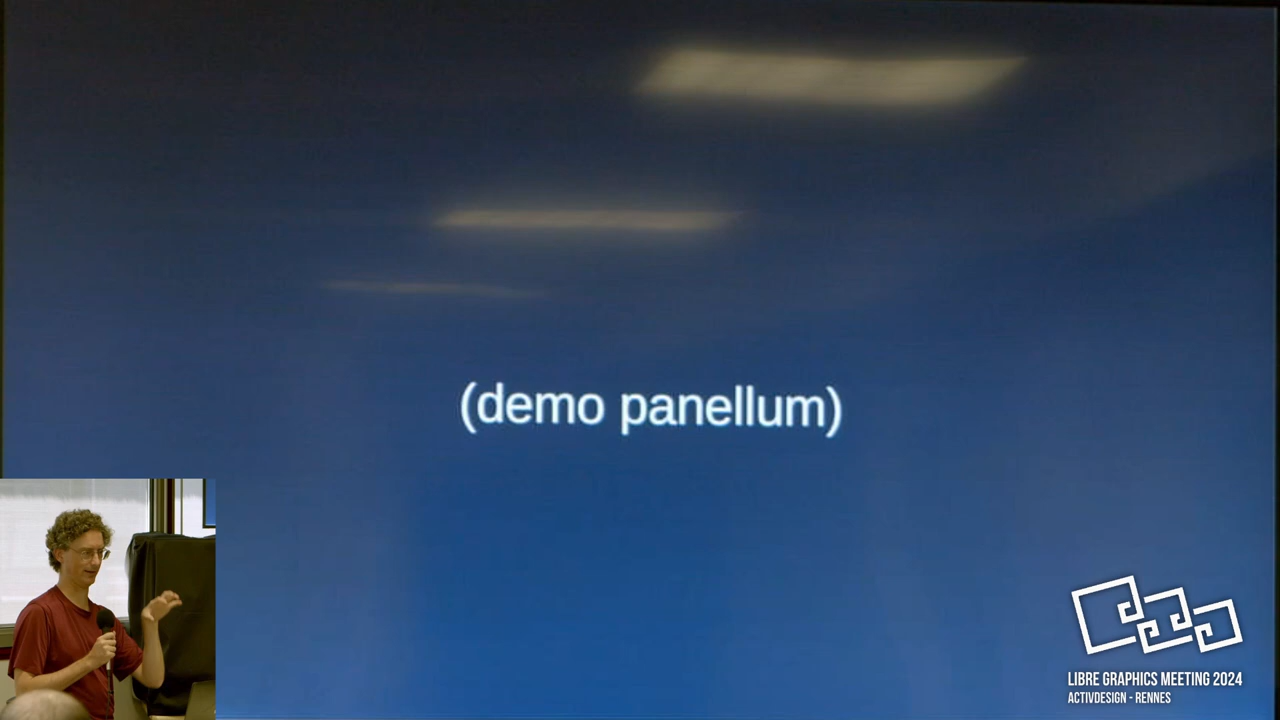 (demo panellum)
LIBRE GRAPHICS MEETING 2024
ACTIVDESIGN - RENNES